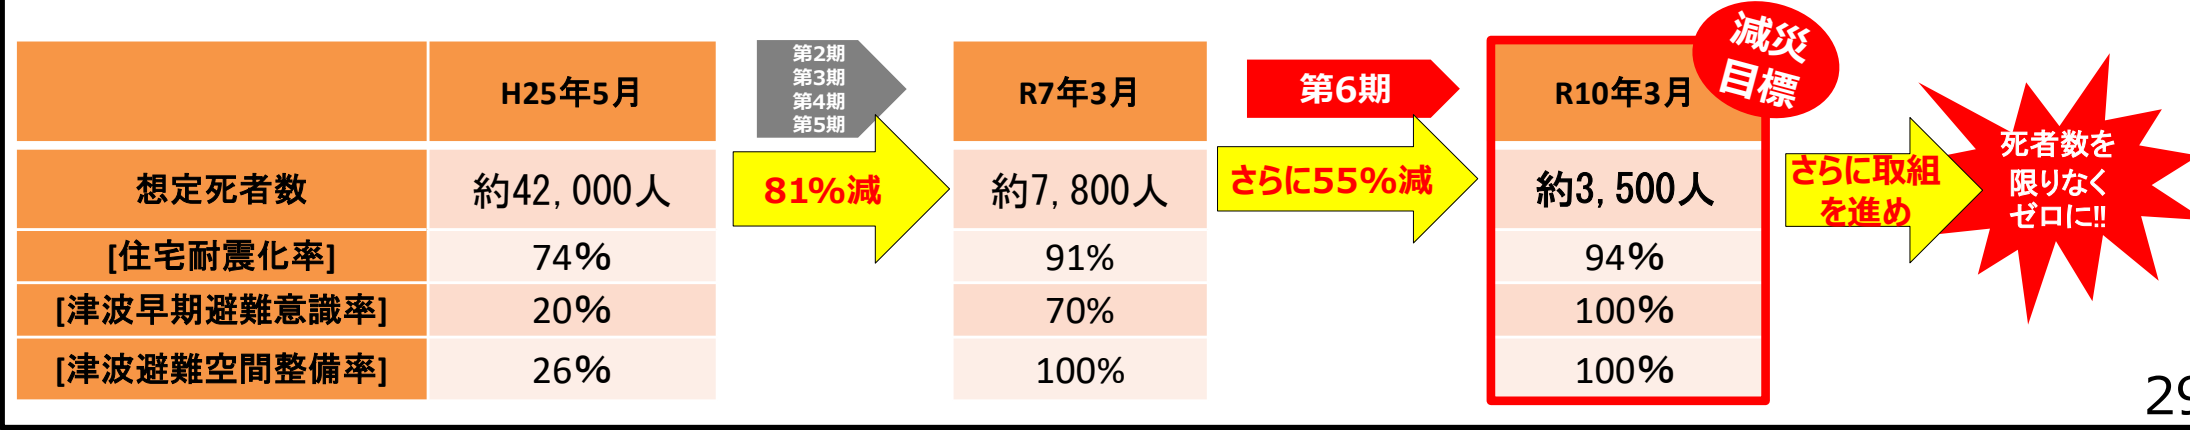 減災
目標
H25年5月
第2期
第3期
第4期
第5期
R7年3月
第6期
R10年3月
想定死者数
約42,000人
81%減
約7,800人
さらに55%減
約3,500人
さらに取組
を進め
死者数を
限りなく
ゼロに!!
[住宅耐震化率]
74%
91%
94%
[津波早期避難意識率]
20%
70%
100%
[津波避難空間整備率]
26%
100%
100%
29